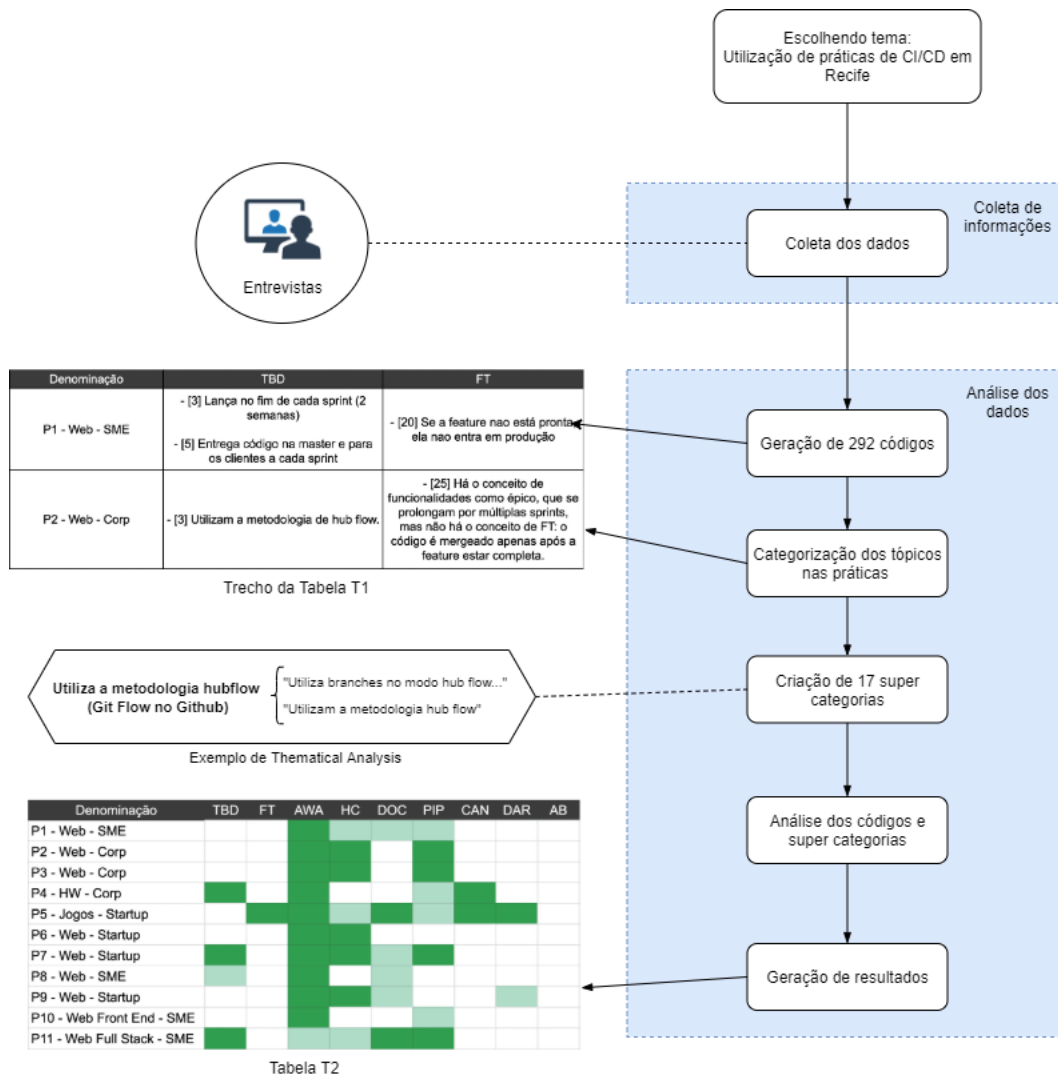 Escolhendo tema:
Utilização de práticas de CI/CD em
Recife
Coleta de
informações
Coleta dos dados
Entrevistas
Denominação TBD FT
P1 - Web - SME
- [3] Lança no fim de cada sprint (2
semanas)
- [5] Entrega código na master e para
os clientes a cada sprint
- [20] Se a feature nao está pronta
ela nao entra em produção
P2 - Web - Corp
- [3] Utilizam a metodologia de hub flow.
- [25] Há o conceito de
funcionalidades como épico, que se
prolongam por múltiplas sprints,
mas não há o conceito de FT: o
código é mergeado apenas após a
feature estar completa.
Trecho da Tabela T1
Análise dos
dados
Geração de 292 códigos
Categorização dos tópicos
nas práticas
Utiliza a metodologia hubflow
(Git Flow no Github)
"Utiliza branches no modo hub flow..."
"Utilizam a metodologia hub flow"
Exemplo de Thematical Analysis
Criação de 17 super
categorias
Análise dos códigos e
super categorias
Geração de resultados
Denominação TBD FT AWA HC DOC PIP CAN DAR AB
P1 - Web - SME
P2 - Web - Corp
P3 - Web - Corp
P4 - HW - Corp
P5 - Jogos - Startup
P6 - Web - Startup
P7 - Web - Startup
P8 - Web - SME
P9 - Web - Startup
P10 - Web Front End - SME
P11 - Web Full Stack - SME
Tabela T2